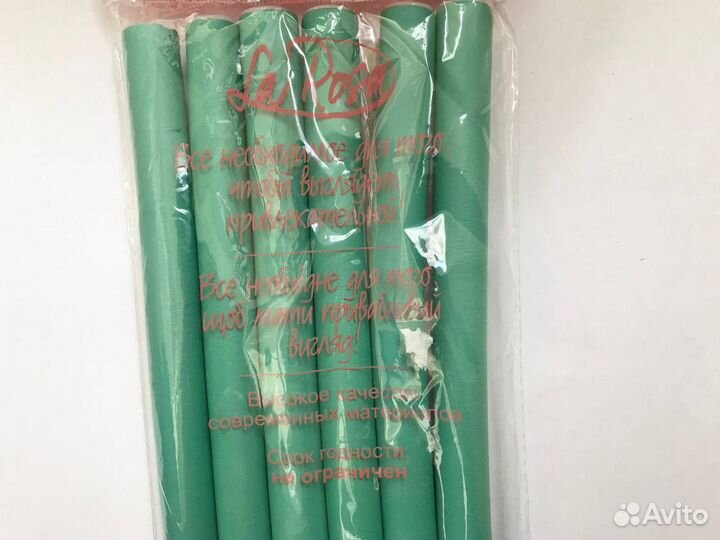 La Rosa
Все необходимое для того,
чтобы выглядеть
привлекательной!
Все необхідне для того,
щоб мати привабливий
вигляд!
Высокое качество
современных материалов
Срок годности:
не ограничен
Avito